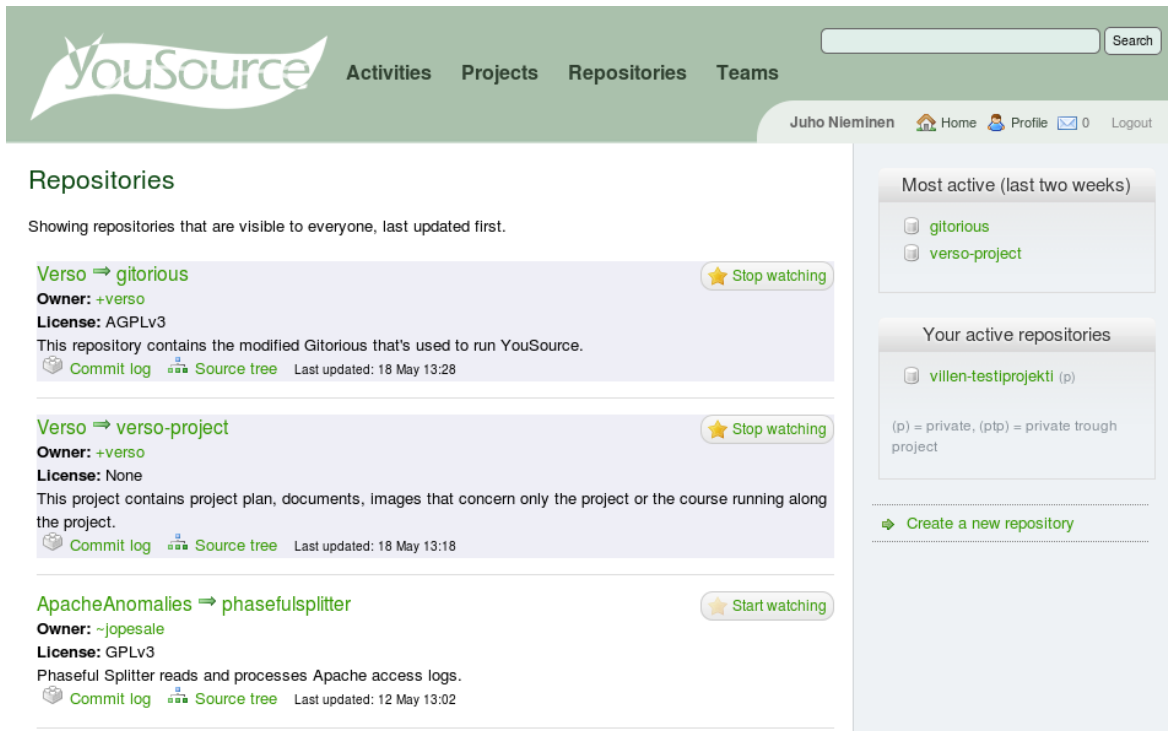 YouSource
Activities Projects Repositories Teams
Search
Juho Nieminen Home Profile 0 Logout
Repositories
Showing repositories that are visible to everyone, last updated first.
Verso ⇒ gitorious
Stop watching
Owner: +verso
License: AGPLv3
This repository contains the modified Gitorious that's used to run YouSource.
Commit log Source tree Last updated: 18 May 13:28
Verso ⇒ verso-project
Stop watching
Owner: +verso
License: None
This project contains project plan, documents, images that concern only the project or the course running along
the project.
Commit log Source tree Last updated: 18 May 13:18
ApacheAnomalies ⇒ phasefulsplitter
Start watching
Owner: ~jopesale
License: GPLv3
Phaseful Splitter reads and processes Apache access logs.
Commit log Source tree Last updated: 12 May 13:02
Most active (last two weeks)
gitorious
verso-project
Your active repositories
villen-testiprojekti (p)
(p) = private, (ptp) = private trough
project
Create a new repository